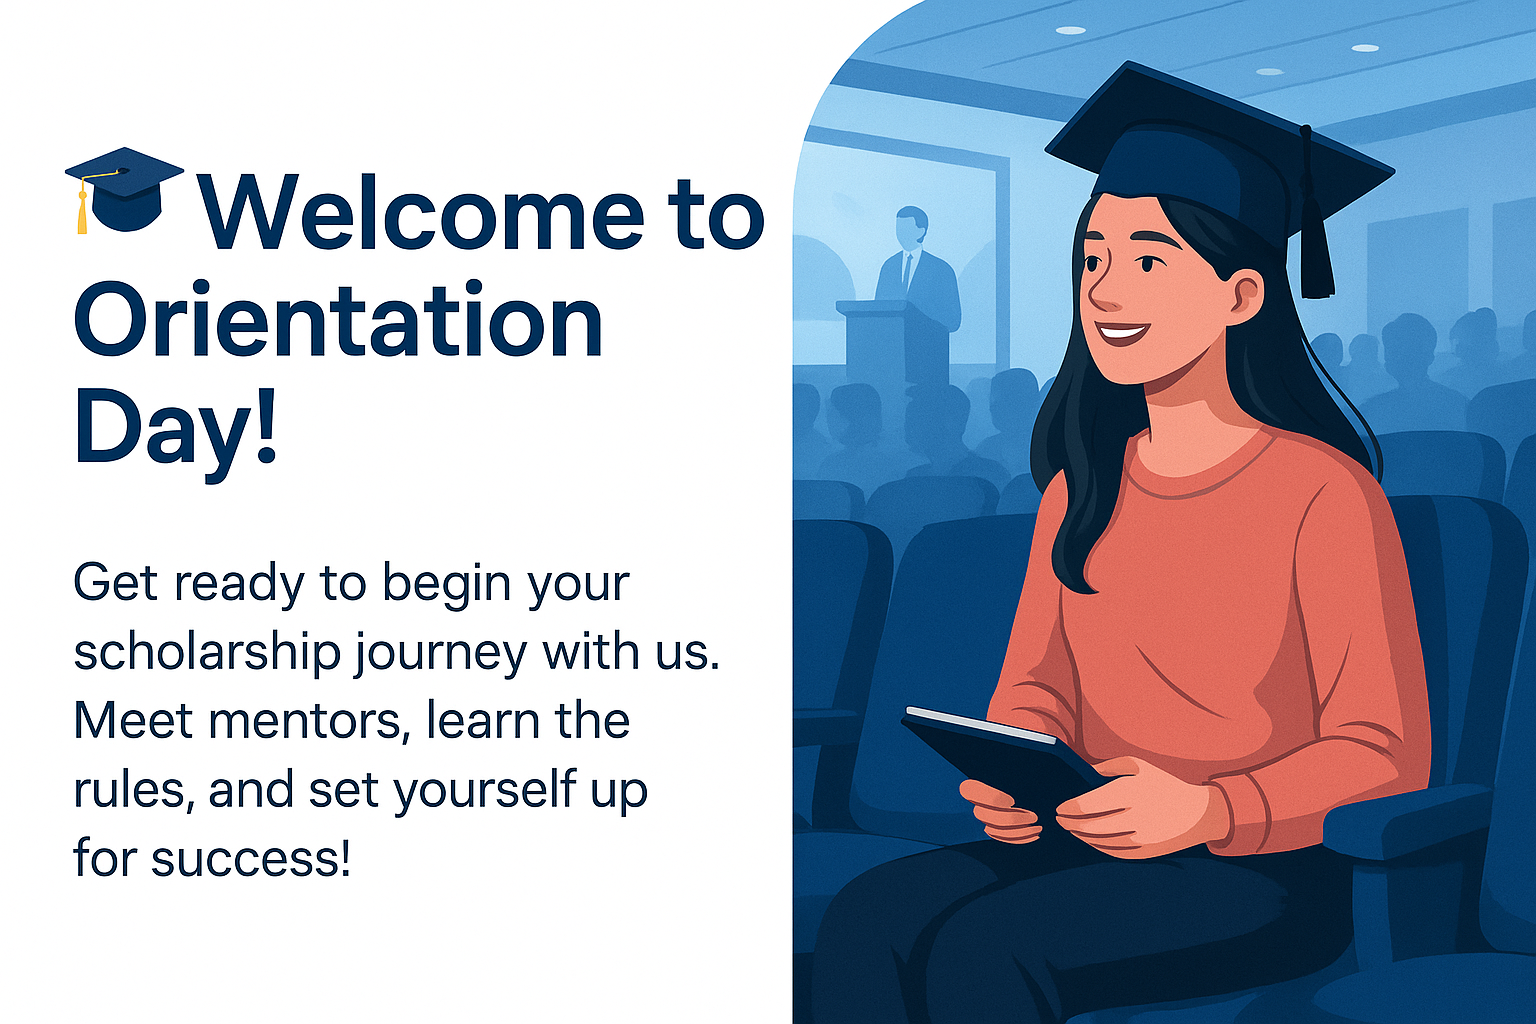 Welcome to
Orientation
Day!
Get ready to begin your
scholarship journey with us.
Meet mentors, learn the
rules, and set yourself up
for success!